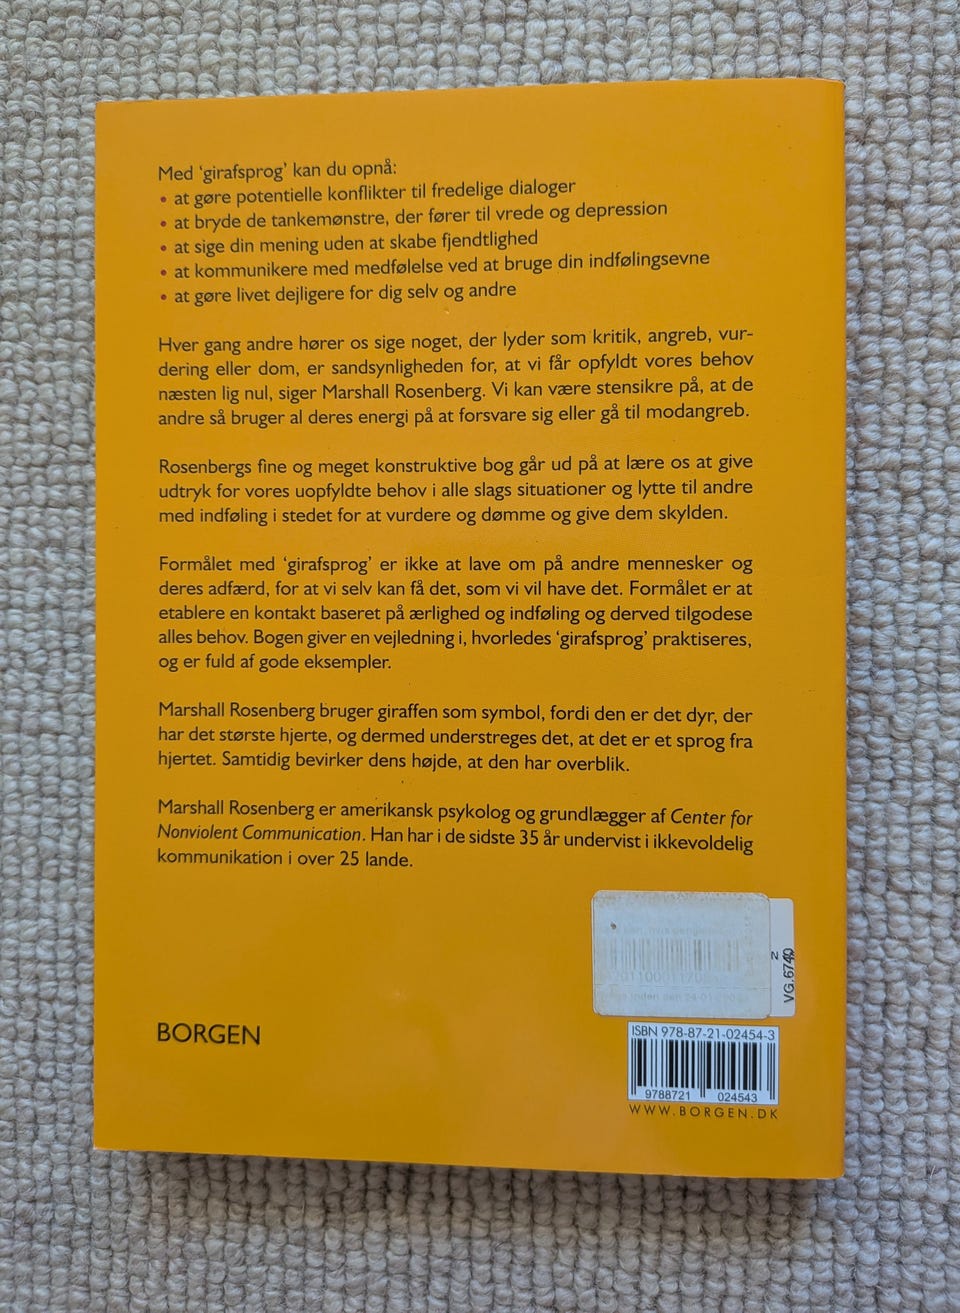 Med ‘girafsprog’ kan du opnå:
• at gøre potentielle konflikter til fredelige dialoger
• at bryde de tankemønstre, der fører til vrede og depression
• at sige din mening uden at skabe fjendtlighed
• at kommunikere med medfølelse ved at bruge din indfølingsevne
• at gøre livet dejligere for dig selv og andre
Hver gang andre hører os sige noget, der lyder som kritik, angreb, vur-
dering eller dom, er sandsynligheden for, at vi får opfyldt vores behov
næsten lig nul, siger Marshall Rosenberg. Vi kan være stensikre på, at de
andre så bruger al deres energi på at forsvare sig eller gå til modangreb.
Rosenbergs fine og meget konstruktive bog går ud på at lære os at give
udtryk for vores uopfyldte behov i alle slags situationer og lytte til andre
med indføling i stedet for at vurdere og dømme og give dem skylden.
Formålet med ‘girafsprog’ er ikke at lave om på andre mennesker og
deres adfærd, for at vi selv kan få det, som vi vil have det. Formålet er at
etablere en kontakt baseret på ærlighed og indføling og derved tilgodese
alles behov. Bogen giver en vejledning i, hvorledes ‘girafsprog’ praktiseres,
og er fuld af gode eksempler.
Marshall Rosenberg bruger giraffen som symbol, fordi den er det dyr, der
har det største hjerte, og dermed understreges det, at det er et sprog fra
hjertet. Samtidig bevirker dens højde, at den har overblik.
Marshall Rosenberg er amerikansk psykolog og grundlægger af Center for
Nonviolent Communication. Han har i de sidste 35 år undervist i ikkevoldelig
kommunikation i over 25 lande.
inden den
N
VG.6740
BORGEN
ISBN 978-87-21-02454-3
9788721 024543
WWW.BORGEN.DK